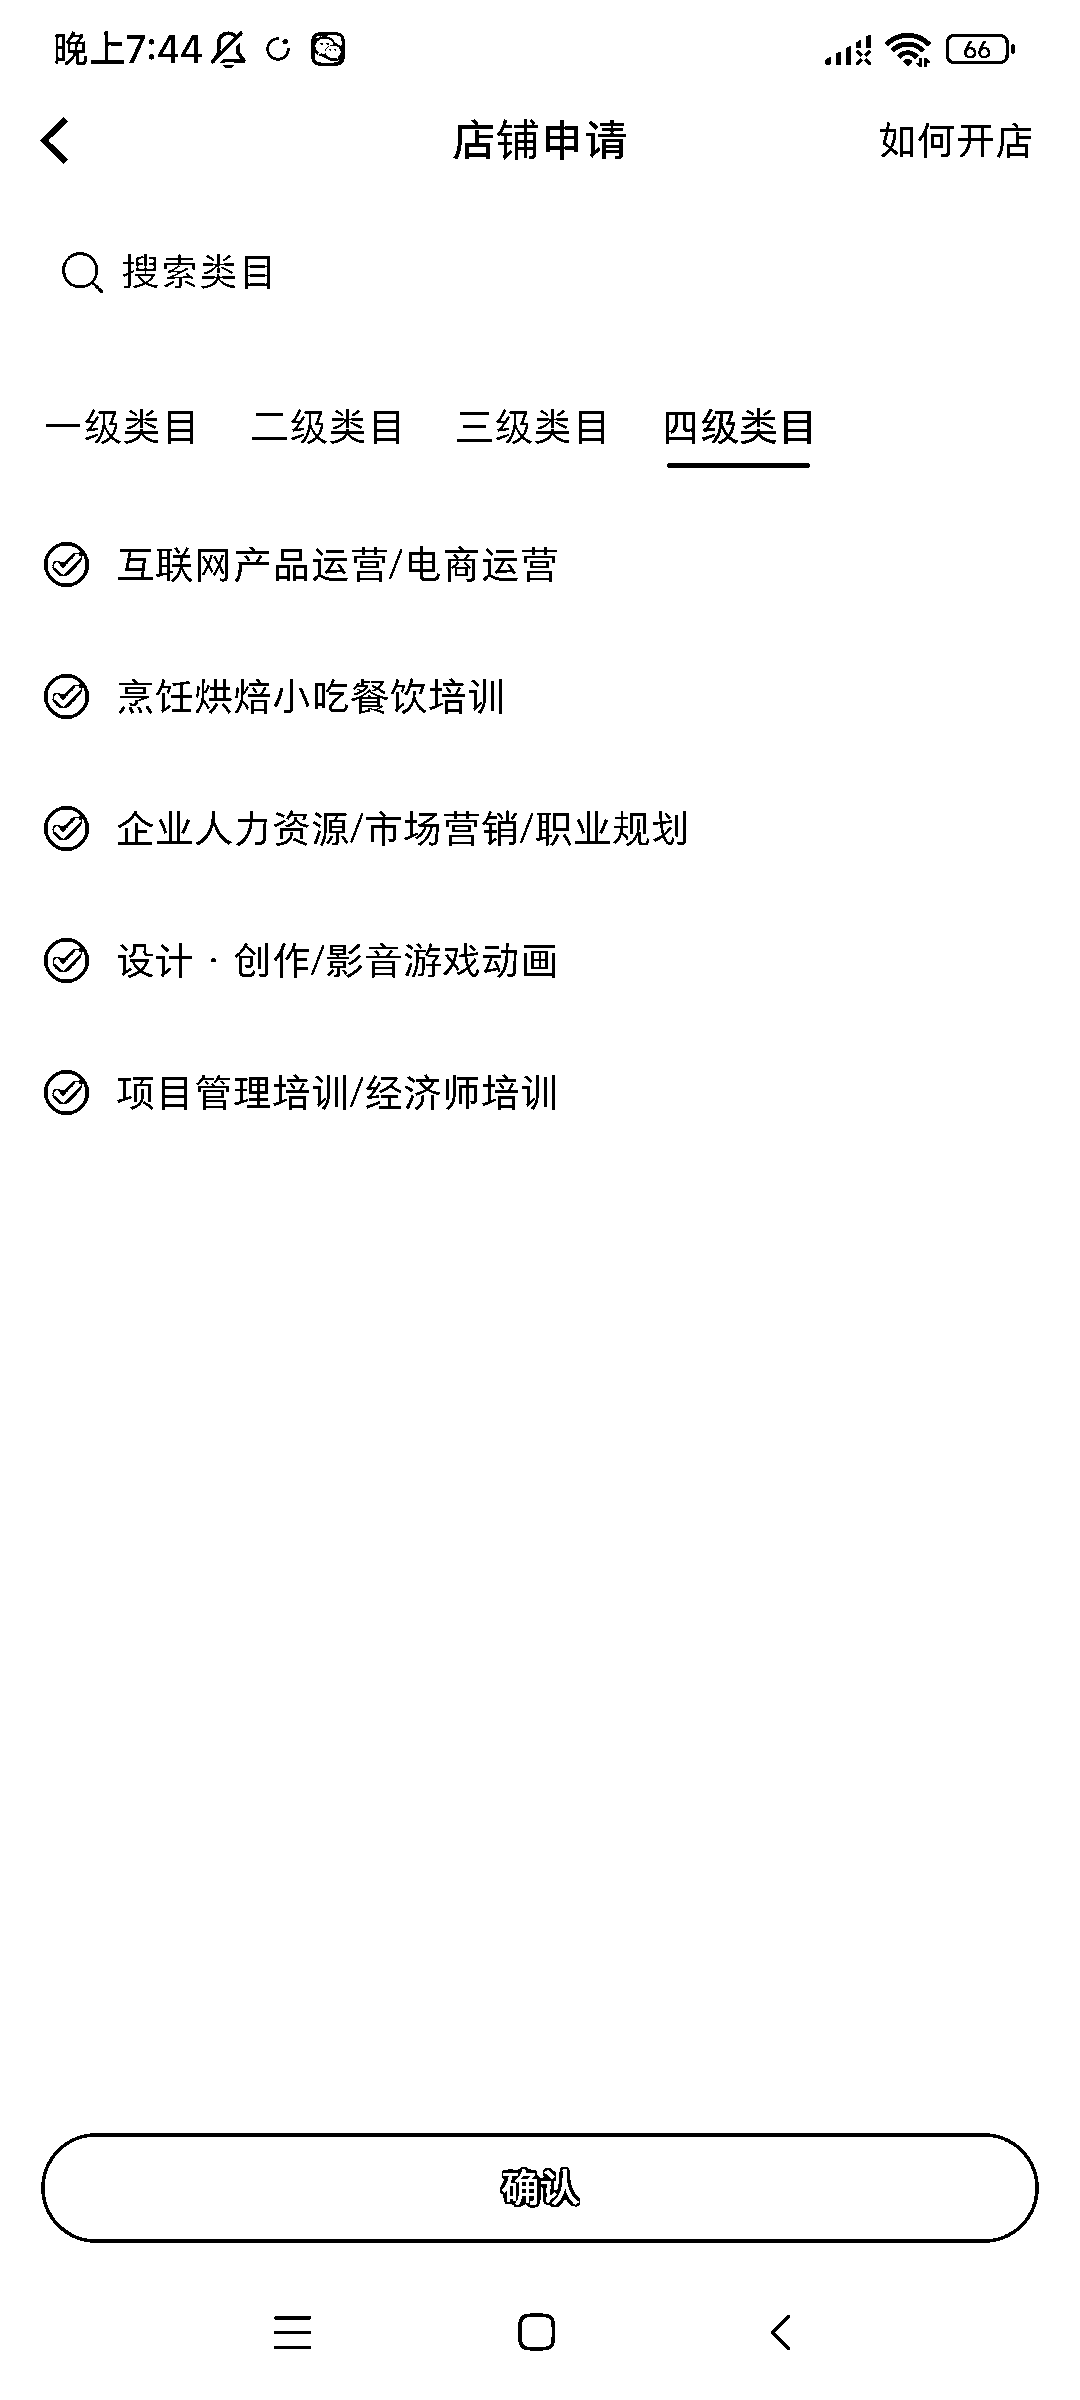 晚上7:44
66
店铺申请
如何开店
搜索类目
一级类目 二级类目 三级类目 四级类目
互联网产品运营/电商运营
烹饪烘焙小吃餐饮培训
企业人力资源/市场营销/职业规划
设计·创作/影音游戏动画
项目管理培训/经济师培训
确认